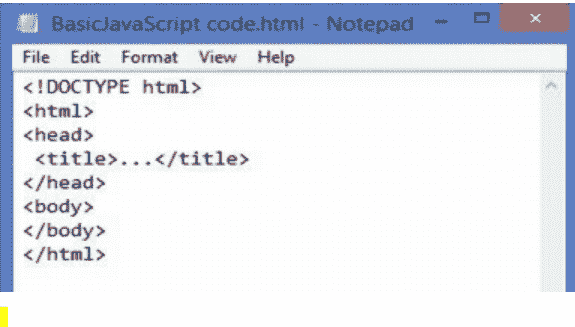 BasicJavaScript code.html - Notepad
File Edit Format View Help
<!DOCTYPE html>
<html>
<head>
<title>...</title>
</head>
<body>
</body>
</html>